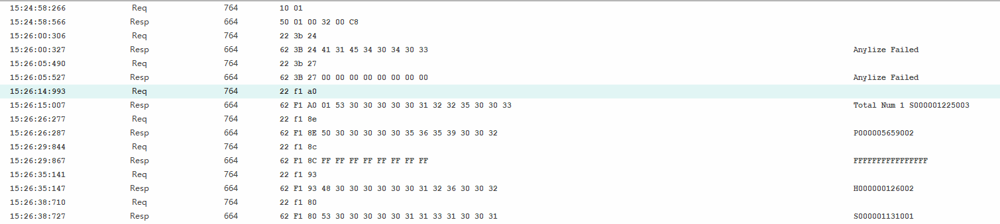 15:24:58:266 Req 764 10 01
15:24:58:566 Resp 664 50 01 00 32 00 C8
15:26:00:306 Req 764 22 3b 24
15:26:00:327 Resp 664 62 3B 24 41 31 45 34 30 34 30 33 Anylize Failed
15:26:05:490 Req 764 22 3b 27
15:26:05:527 Resp 664 62 3B 27 00 00 00 00 00 00 00 00 Anylize Failed
15:26:14:993 Req 764 22 f1 a0
15:26:15:007 Resp 664 62 F1 A0 01 53 30 30 30 30 30 31 32 32 35 30 30 33 Total Num 1 S000001225003
15:26:26:277 Req 764 22 f1 8e
15:26:26:287 Resp 664 62 F1 8E 50 30 30 30 30 30 35 36 35 39 30 30 32 P000005659002
15:26:29:844 Req 764 22 f1 8c
15:26:29:867 Resp 664 62 F1 8C FF FF FF FF FF FF FF FF FFFFFFFFFFFFFFFF
15:26:35:141 Req 764 22 f1 93
15:26:35:147 Resp 664 62 F1 93 48 30 30 30 30 30 30 31 32 36 30 30 32 H000000126002
15:26:38:710 Req 764 22 f1 80
15:26:38:727 Resp 664 62 F1 80 53 30 30 30 30 30 31 31 33 31 30 30 31 S000001131001